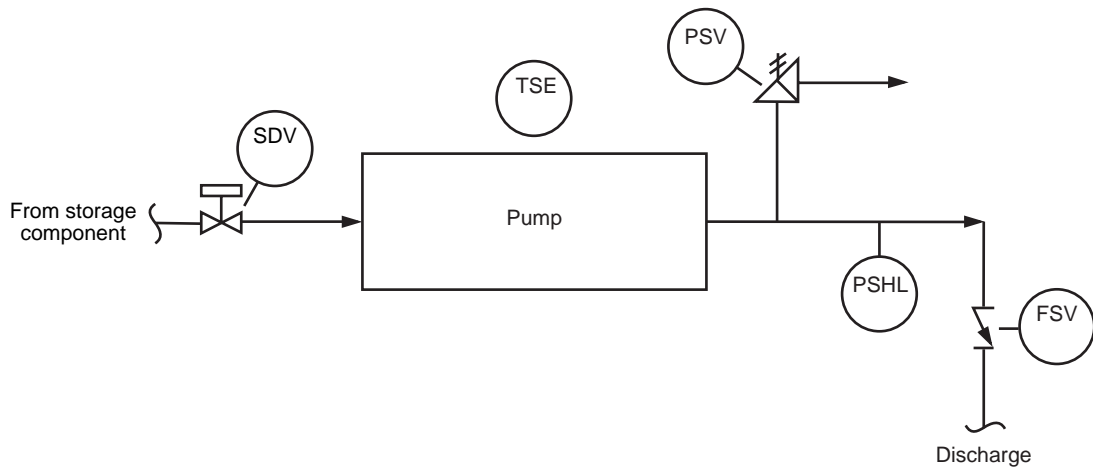 PSV
TSE
SDV
From storage
component
Pump
PSHL
FSV
Discharge